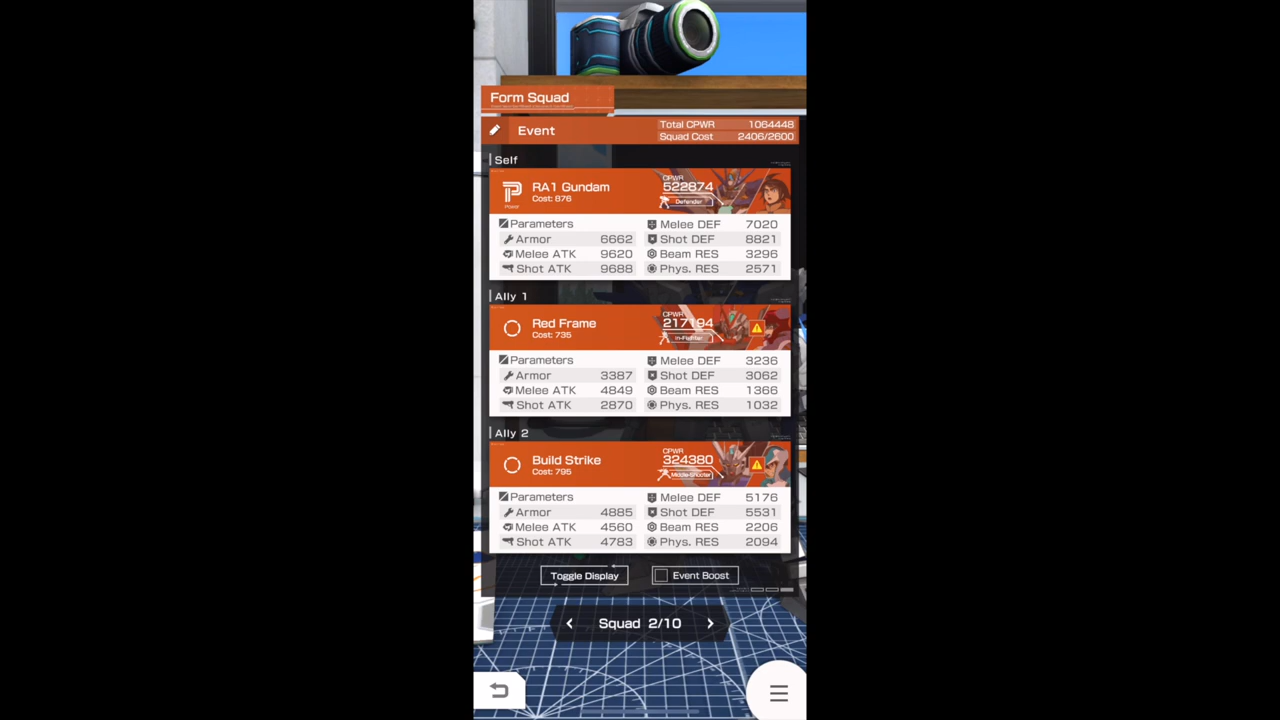 Form Squad
Event
Total CPWR 1064448
Squad Cost 2406/2600
Self
Power
RA1 Gundam
Cost: 876
CPWR
522874
Defender
Parameters
Armor 6662
Melee ATK 9620
Shot ATK 9688
Melee DEF 7020
Shot DEF 8821
Beam RES 3296
Phys. RES 2571
Ally 1
Red Frame
Cost: 735
CPWR
217194
In-Fighter
Parameters
Armor 3387
Melee ATK 4849
Shot ATK 2870
Melee DEF 3236
Shot DEF 3062
Beam RES 1366
Phys. RES 1032
Ally 2
Build Strike
Cost: 795
CPWR
324380
Middle-Shooter
Parameters
Armor 4885
Melee ATK 4560
Shot ATK 4783
Melee DEF 5176
Shot DEF 5531
Beam RES 2206
Phys. RES 2094
Toggle Display
Event Boost
Squad 2/10